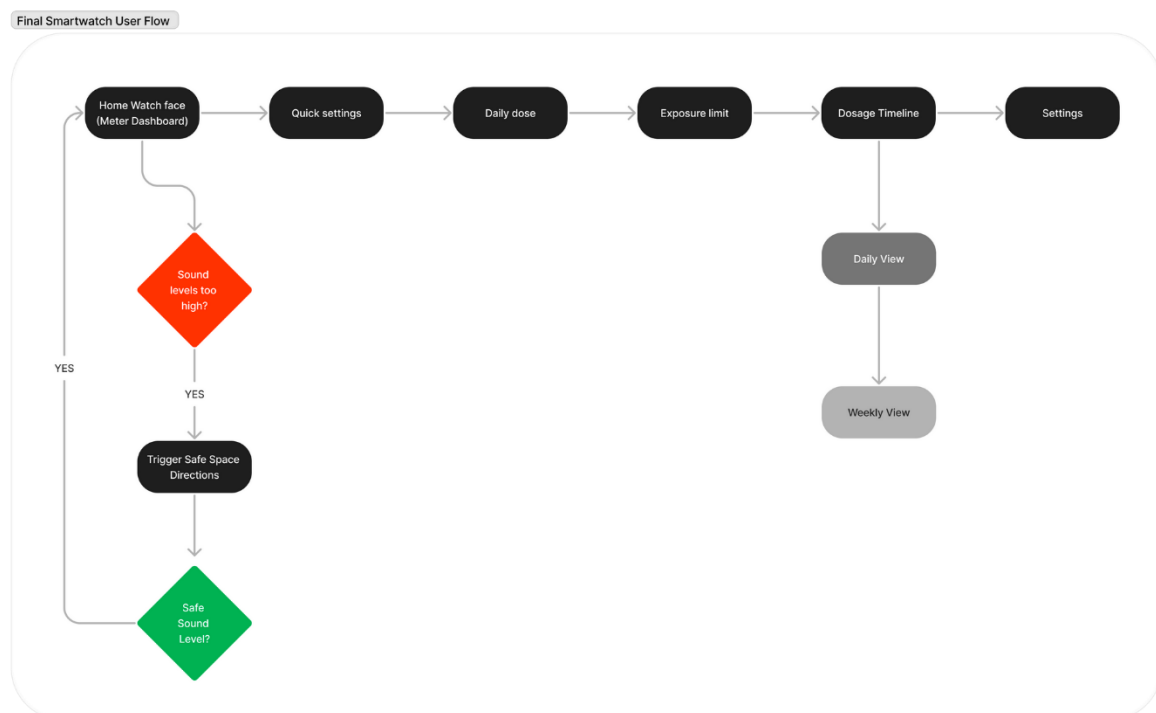 Final Smartwatch User Flow
Home Watch face
(Meter Dashboard)
Quick settings
Daily dose
Exposure limit
Dosage Timeline
Settings
Sound
levels too
high?
Daily View
YES
YES
Weekly View
Trigger Safe Space
Directions
Safe
Sound
Level?